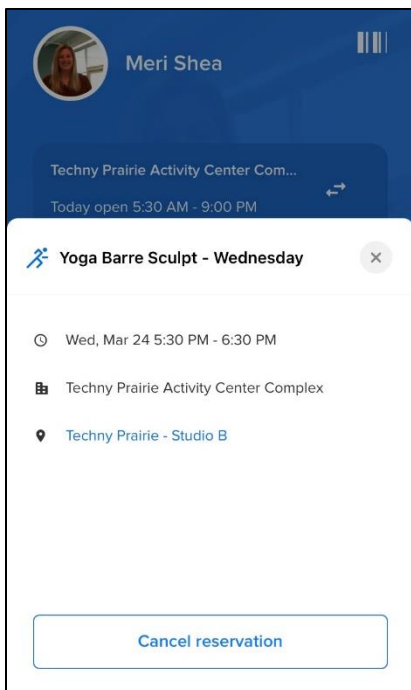 Meri Shea
Techny Prairie Activity Center Com...
Today open 5:30 AM - 9:00 PM
Yoga Barre Sculpt - Wednesday
Wed, Mar 24 5:30 PM - 6:30 PM
Techny Prairie Activity Center Complex
Techny Prairie - Studio B
Cancel reservation